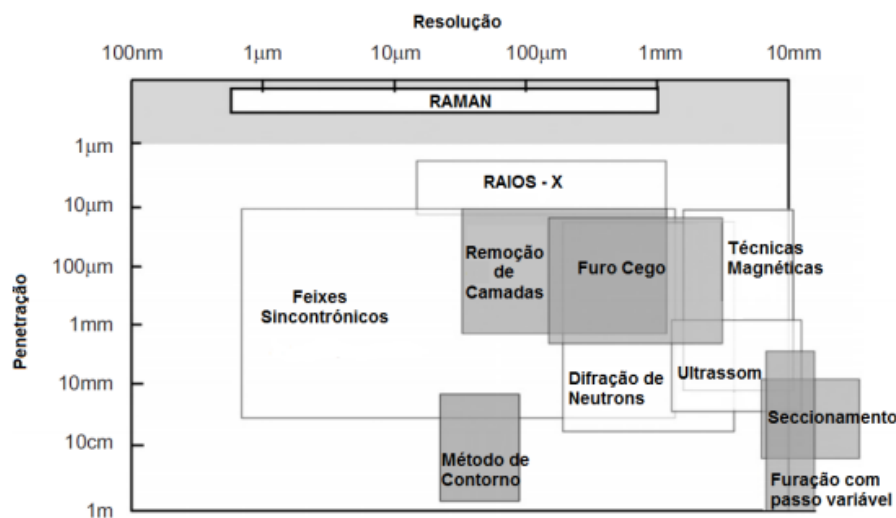 Resolução
100nm 1µm 10µm 100µm 1mm 10mm
RAMAN
1µm
RAIOS - X
10µm
Remoção
de
Camadas
Furo Cego
Técnicas
Magnéticas
100µm
Feixes
Sincontrónicos
1mm
Penetração
Difração de
Neutrons
Ultrassom
10mm
Seccionamento
10cm
Método de
Contorno
Furação com
passo variável
1m